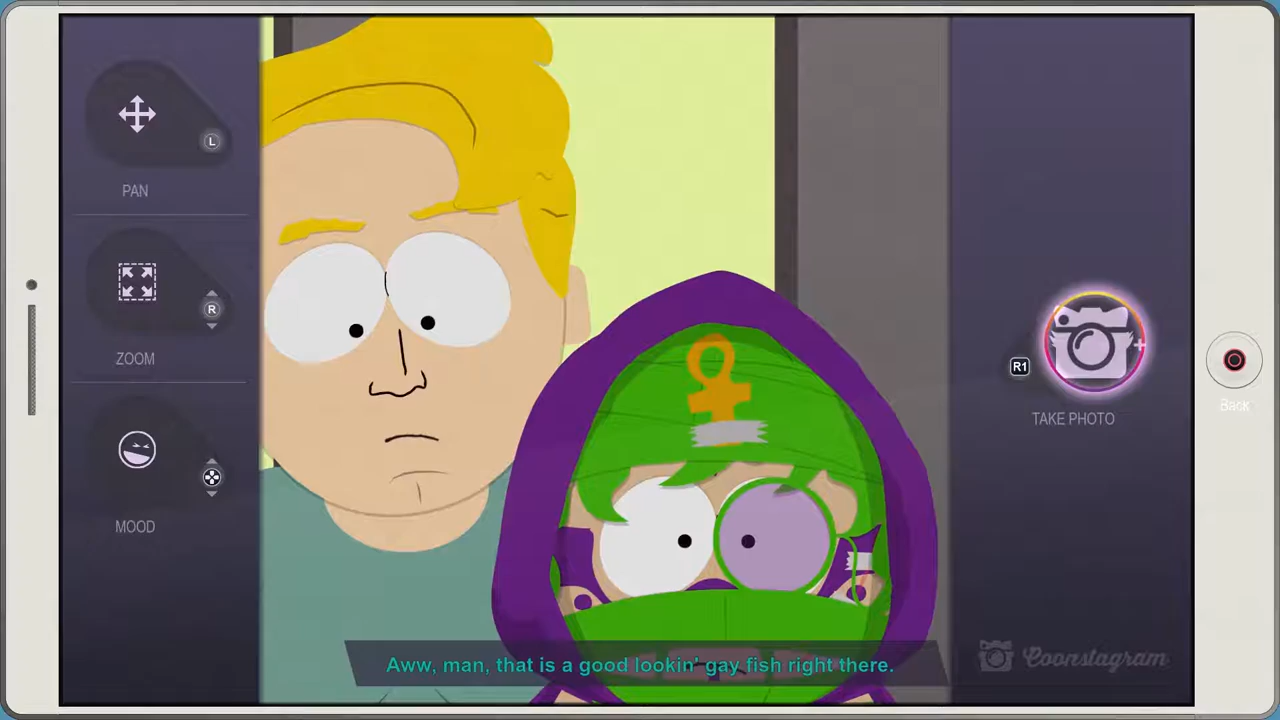 L
PAN
R
ZOOM
MOOD
R1
TAKE PHOTO
Back
Aww, man, that is a good lookin' gay fish right there.
Coonstagram